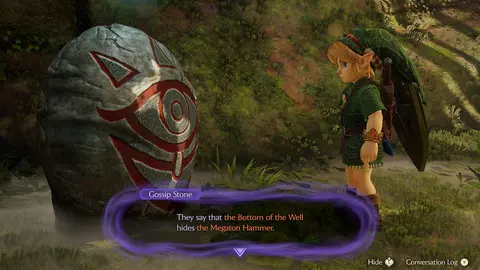 Gossip Stone
They say that the Bottom of the Well
hides the Megaton Hammer.
Hide
Conversation Log